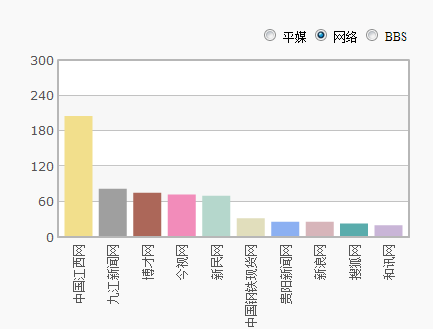 平媒 网络 BBS
300
240
180
120
60
0
中国江西网
九江新闻网
博才网
今视网
新民网
中国钢铁现货网
贵阳新闻网
新浪网
搜狐网
和讯网